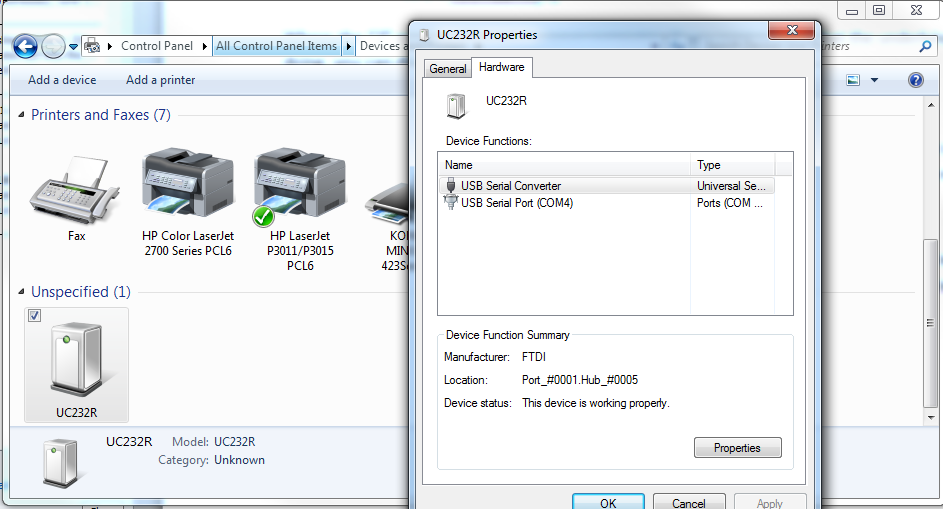 UC232R Properties
Control Panel
All Control Panel Items
Devices a
inters
Add a device
Add a printer
General
Hardware
UC232R
Device Functions:
Name Type
USB Serial Converter Universal Se...
USB Serial Port (COM4) Ports (COM ...
Device Function Summary
Manufacturer: FTDI
Location: Port_#0001.Hub_#0005
Device status: This device is working properly.
Properties
OK
Cancel
Apply
Printers and Faxes (7)
Fax
HP Color LaserJet
2700 Series PCL6
HP LaserJet
P3011/P3015
PCL6
KO
MIN
423Se
Unspecified (1)
UC232R
UC232R Model: UC232R
Category: Unknown